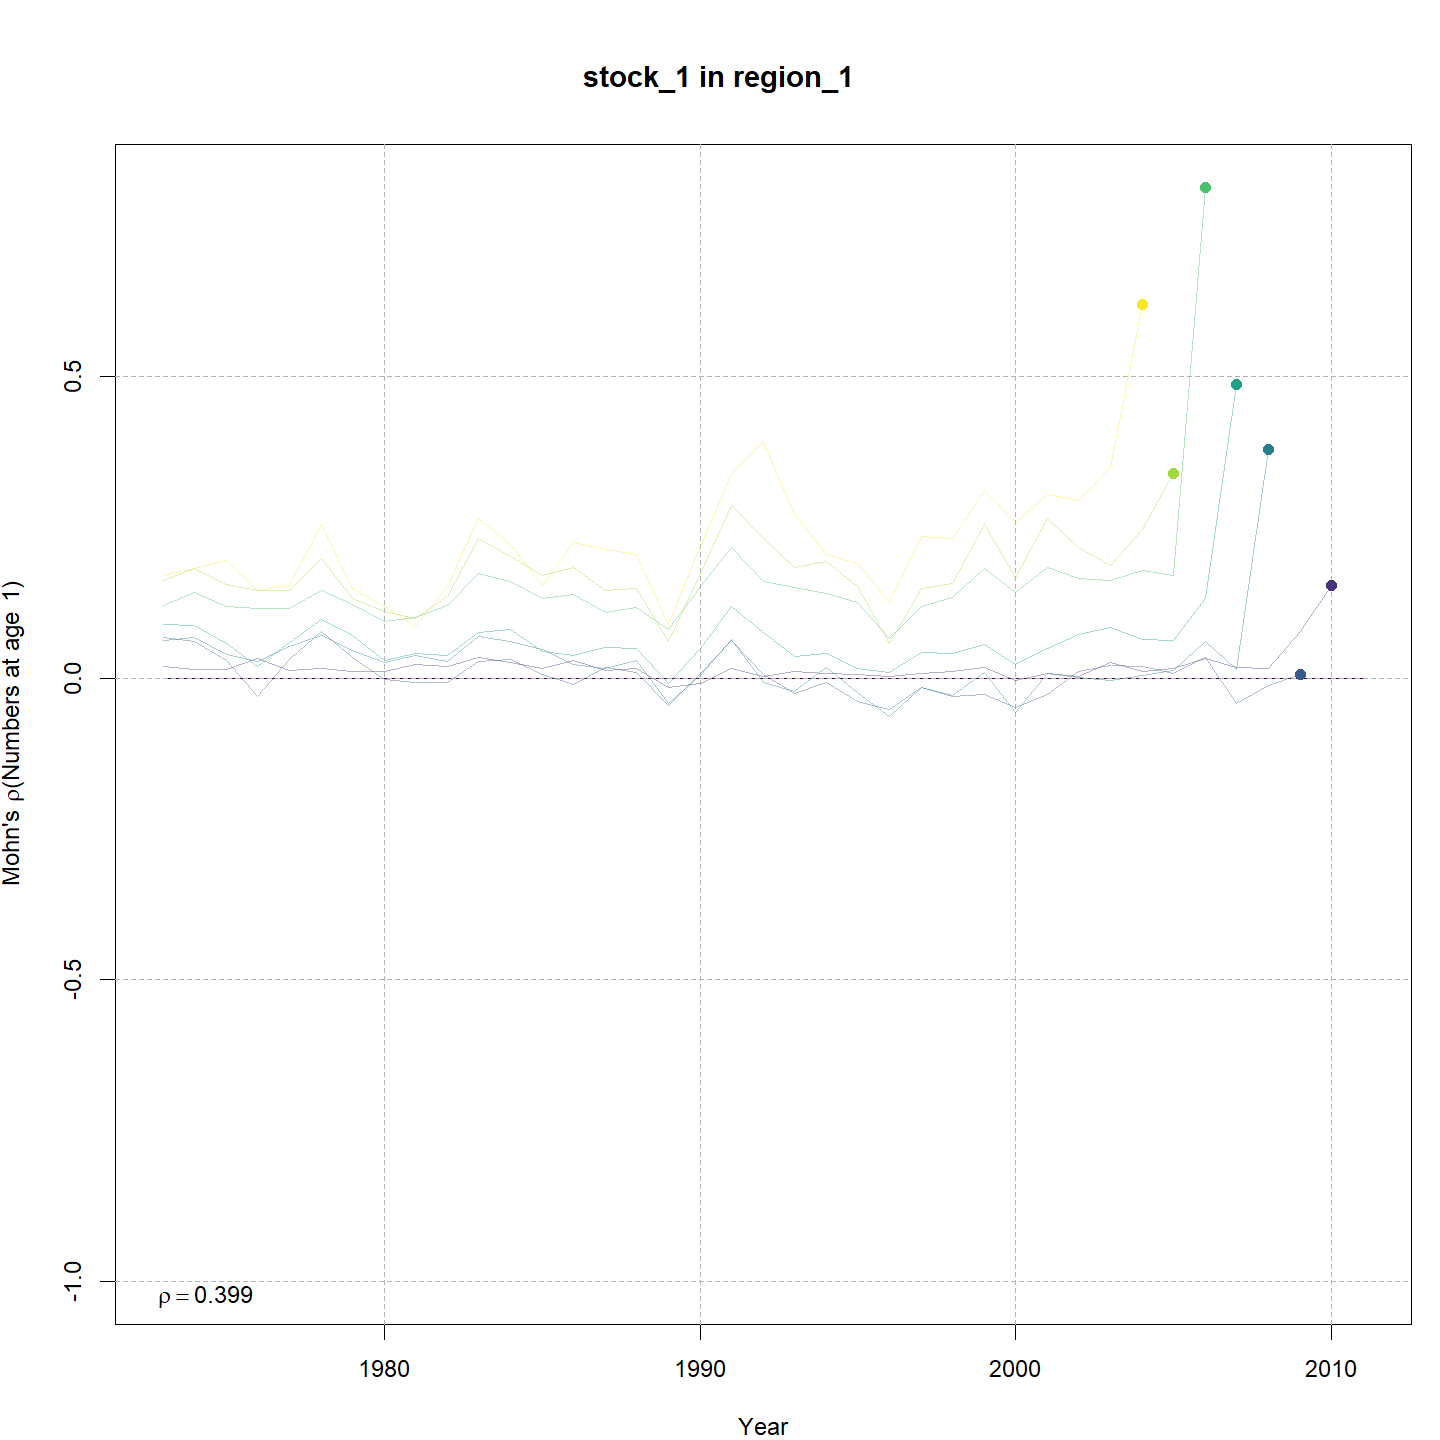 stock_1 in region_1
Mohn's ρ(Numbers at age 1)
0.5
0.0
-0.5
-1.0
ρ = 0.399
1980 1990 2000 2010
Year